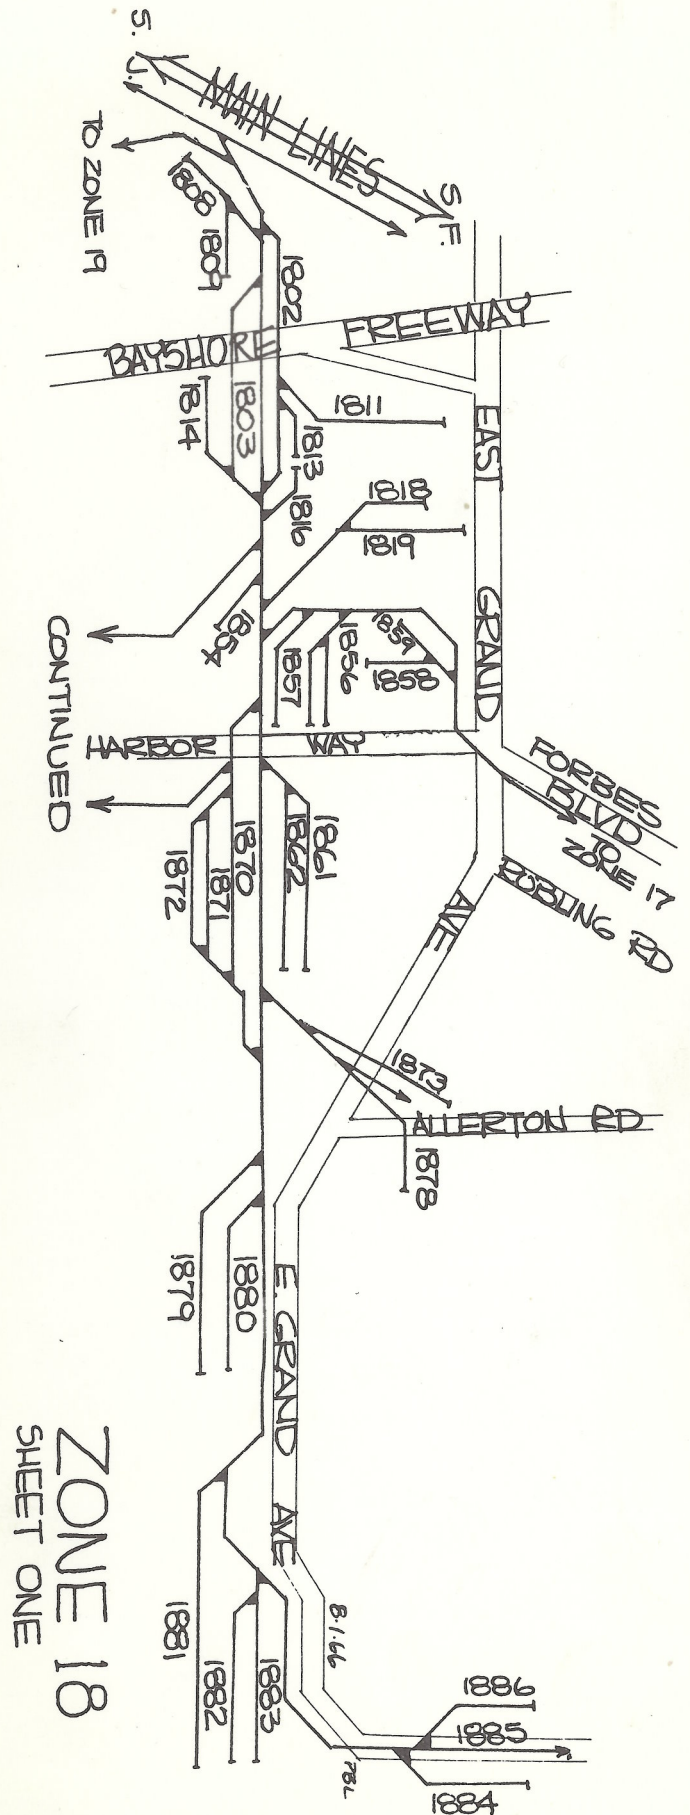 S. J.
MAIN LINES
S. F.
TO ZONE 19
1808
1809
1802
BAYSHORE FREEWAY
1803
1814
1811
1813
1816
1818
1819
EAST GRAND AVE
1854
1857
1856
1859
1858
CONTINUED
HARBOR WAY
FORBES BLVD
TO ZONE 17
ROBLING RD
1861
1862
1870
1871
1872
1873
1878
ALLERTON RD
1879
1880
E. GRAND AVE
8.1.66
1881
1882
1883
1886
1885
1884
ZONE 18
SHEET ONE